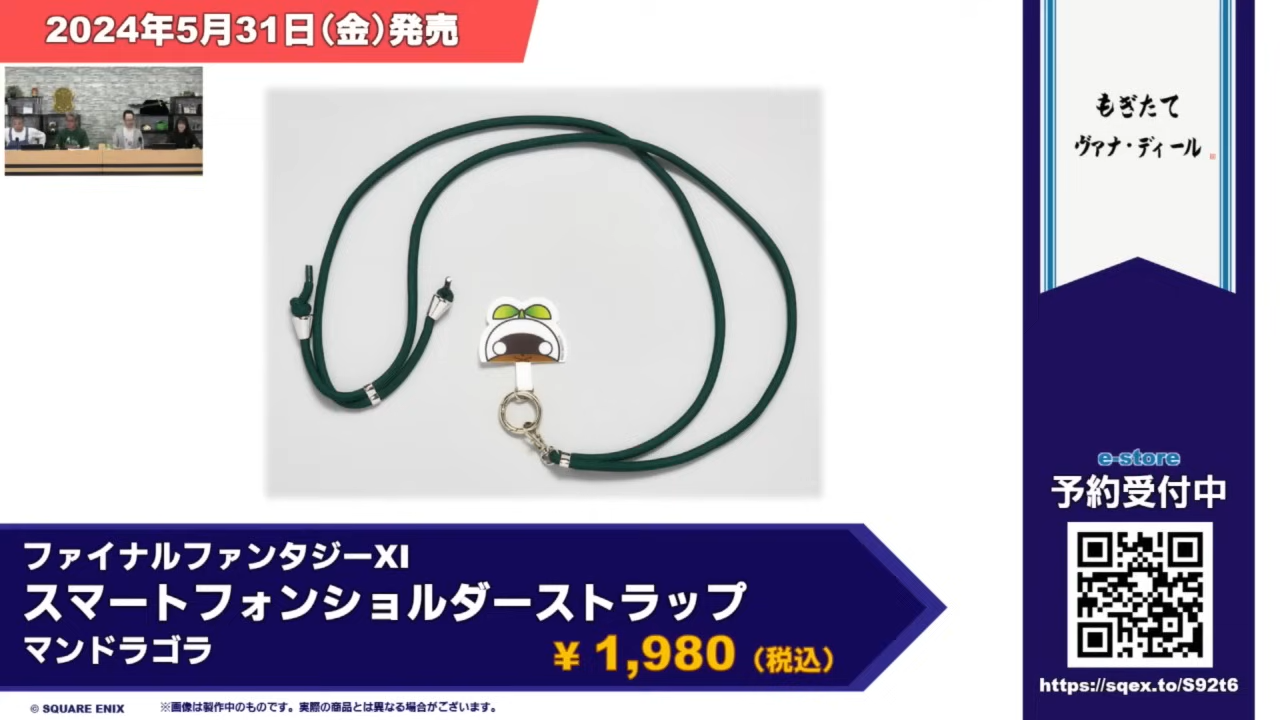 2024年5月31日(金)発売
もぎたて
ヴァナ・ディール
e-store
予約受付中
https://sqex.to/S92t6
ファイナルファンタジーXI
スマートフォンショルダーストラップ
マンドラゴラ
¥ 1,980(税込)
© SQUARE ENIX
※画像は製作中のものです。実際の商品とは異なる場合がございます。